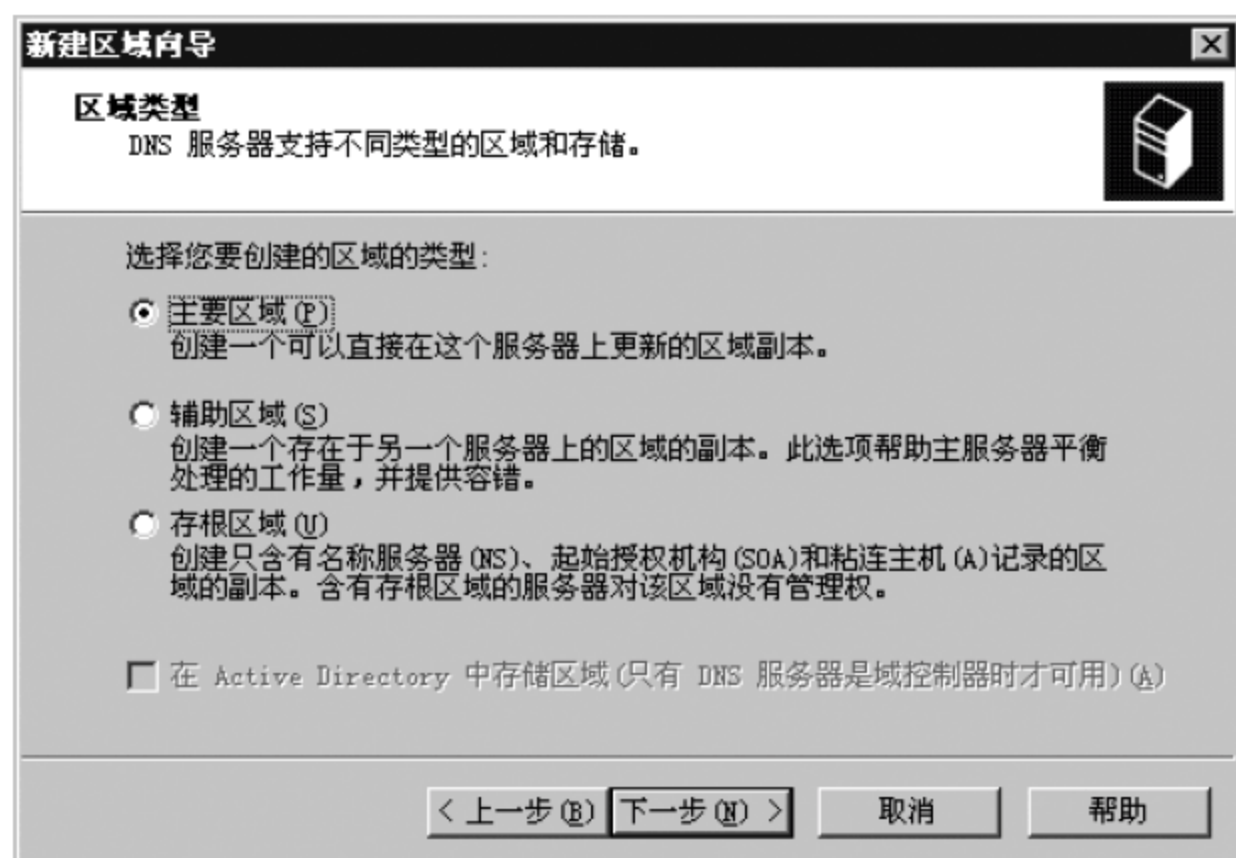 新建区域向导
区域类型
DNS 服务器支持不同类型的区域和存储。
选择您要创建的区域的类型:
主要区域(P)
创建一个可以直接在这个服务器上更新的区域副本。
辅助区域(S)
创建一个存在于另一个服务器上的区域的副本。此选项帮助主服务器平衡
处理的工作量,并提供容错。
存根区域(U)
创建只含有名称服务器(NS)、起始授权机构(SOA)和粘连主机(A)记录的区
域的副本。含有存根区域的服务器对该区域没有管理权。
在 Active Directory 中存储区域(只有 DNS 服务器是域控制器时才可用)(A)
< 上一步(B) 下一步(N) > 取消 帮助